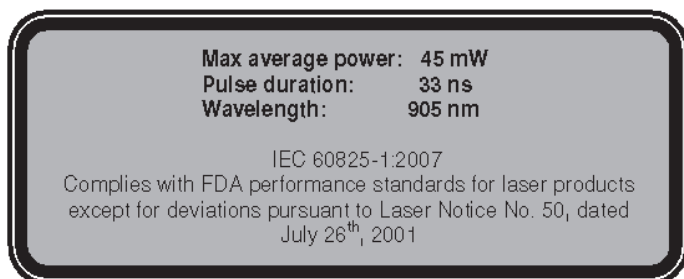 Max average power: 45 mW
Pulse duration: 33 ns
Wavelength: 905 nm
IEC 60825-1:2007
Complies with FDA performance standards for laser products
except for deviations pursuant to Laser Notice No. 50, dated
July 26th, 2001